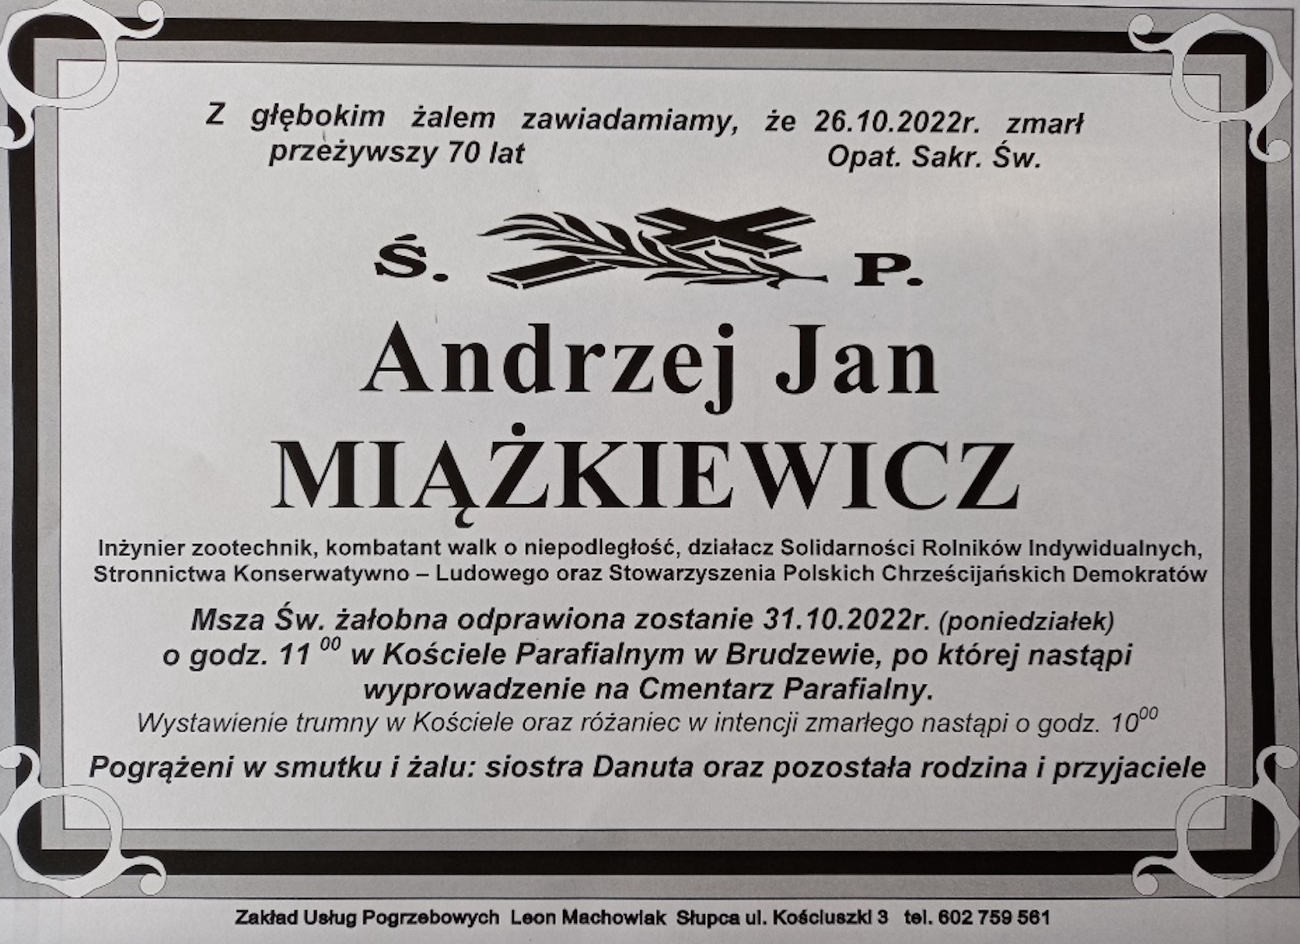 Z głębokim żalem zawiadamiamy, że 26.10.2022r. zmarł
przeżywszy 70 lat Opat. Sakr. Św.
Ś. P.
Andrzej Jan
MIĄŻKIEWICZ
Inżynier zootechnik, kombatant walk o niepodległość, działacz Solidarności Rolników Indywidualnych,
Stronnictwa Konserwatywno – Ludowego oraz Stowarzyszenia Polskich Chrześcijańskich Demokratów
Msza Św. żałobna odprawiona zostanie 31.10.2022r. (poniedziałek)
o godz. 11 00 w Kościele Parafialnym w Brudzewie, po której nastąpi
wyprowadzenie na Cmentarz Parafialny.
Wystawienie trumny w Kościele oraz różaniec w intencji zmarłego nastąpi o godz. 1000
Pogrążeni w smutku i żalu: siostra Danuta oraz pozostała rodzina i przyjaciele
Zakład Usług Pogrzebowych Leon Machowiak Słupca ul. Kościuszki 3 tel. 602 759 561